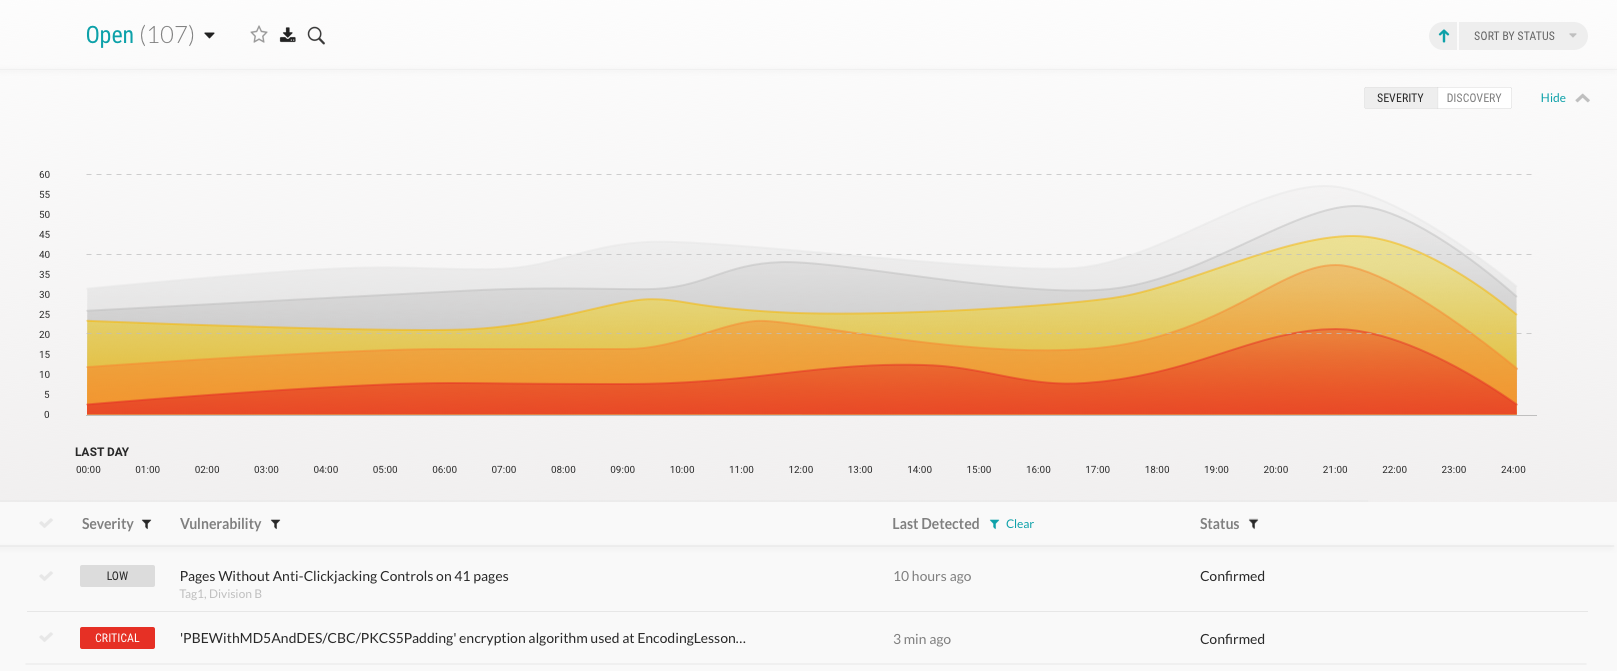 Open (107)
SORT BY STATUS
SEVERITY DISCOVERY Hide
60
55
50
45
40
35
30
25
20
15
10
5
0
LAST DAY
00:00 01:00 02:00 03:00 04:00 05:00 06:00 07:00 08:00 09:00 10:00 11:00 12:00 13:00 14:00 15:00 16:00 17:00 18:00 19:00 20:00 21:00 22:00 23:00 24:00
Severity Vulnerability Last Detected Clear Status
LOW Pages Without Anti-Clickjacking Controls on 41 pages 10 hours ago Confirmed
Tag1, Division B
CRITICAL 'PBEWithMD5AndDES/CBC/PKCS5Padding' encryption algorithm used at EncodingLesson... 3 min ago Confirmed